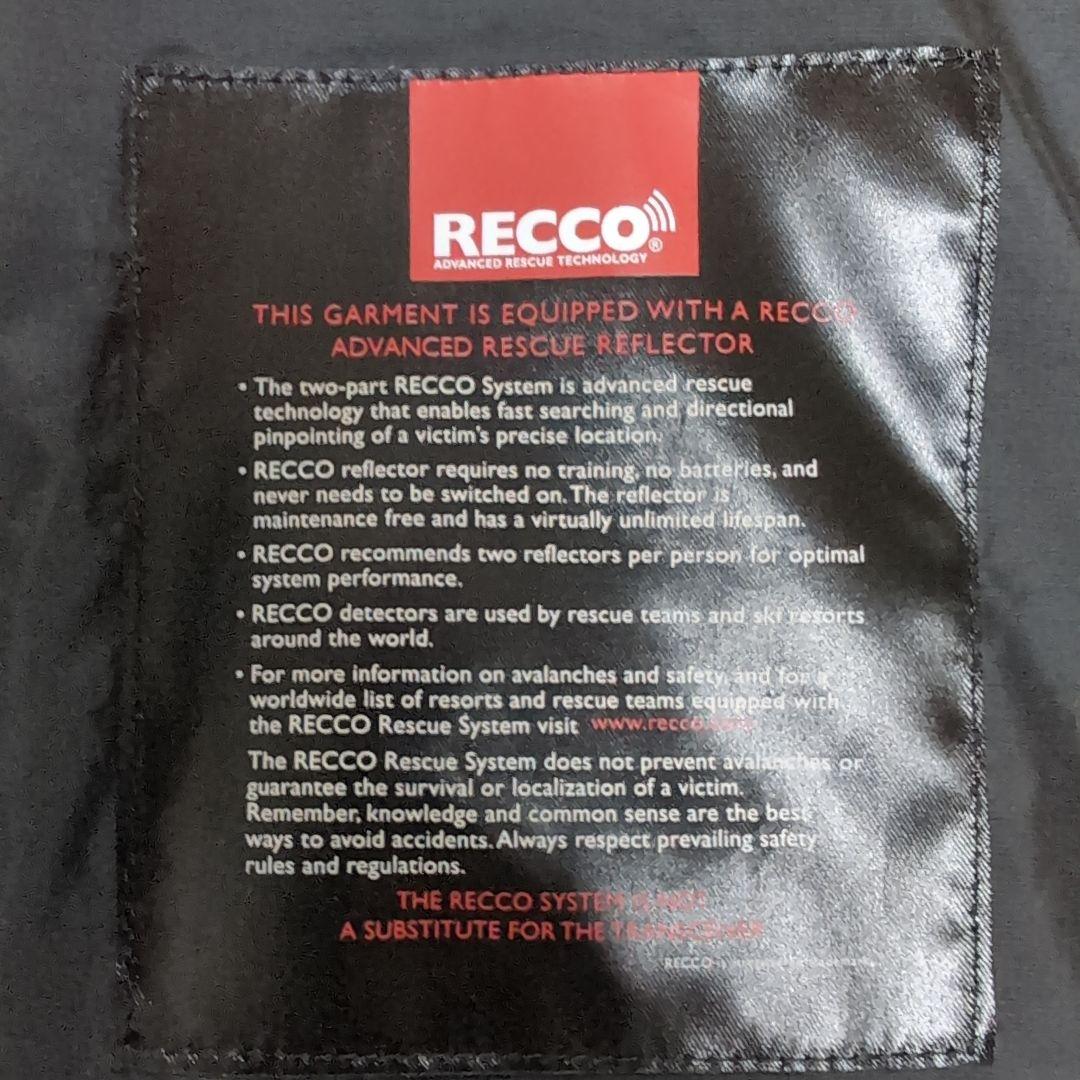 RECCO®
ADVANCED RESCUE TECHNOLOGY
THIS GARMENT IS EQUIPPED WITH A RECCO
ADVANCED RESCUE REFLECTOR
• The two-part RECCO System is advanced rescue
technology that enables fast searching and directional
pinpointing of a victim's precise location.
• RECCO reflector requires no training, no batteries, and
never needs to be switched on. The reflector is
maintenance free and has a virtually unlimited lifespan.
• RECCO recommends two reflectors per person for optimal
system performance.
• RECCO detectors are used by rescue teams and ski resorts
around the world.
• For more information on avalanches and safety, and for a
worldwide list of resorts and rescue teams equipped with
the RECCO Rescue System visit www.recco.com
The RECCO Rescue System does not prevent avalanches or
guarantee the survival or localization of a victim.
Remember, knowledge and common sense are the best
ways to avoid accidents. Always respect prevailing safety
rules and regulations.
THE RECCO SYSTEM IS NOT
A SUBSTITUTE FOR THE TRANSCEIVER
RECCO